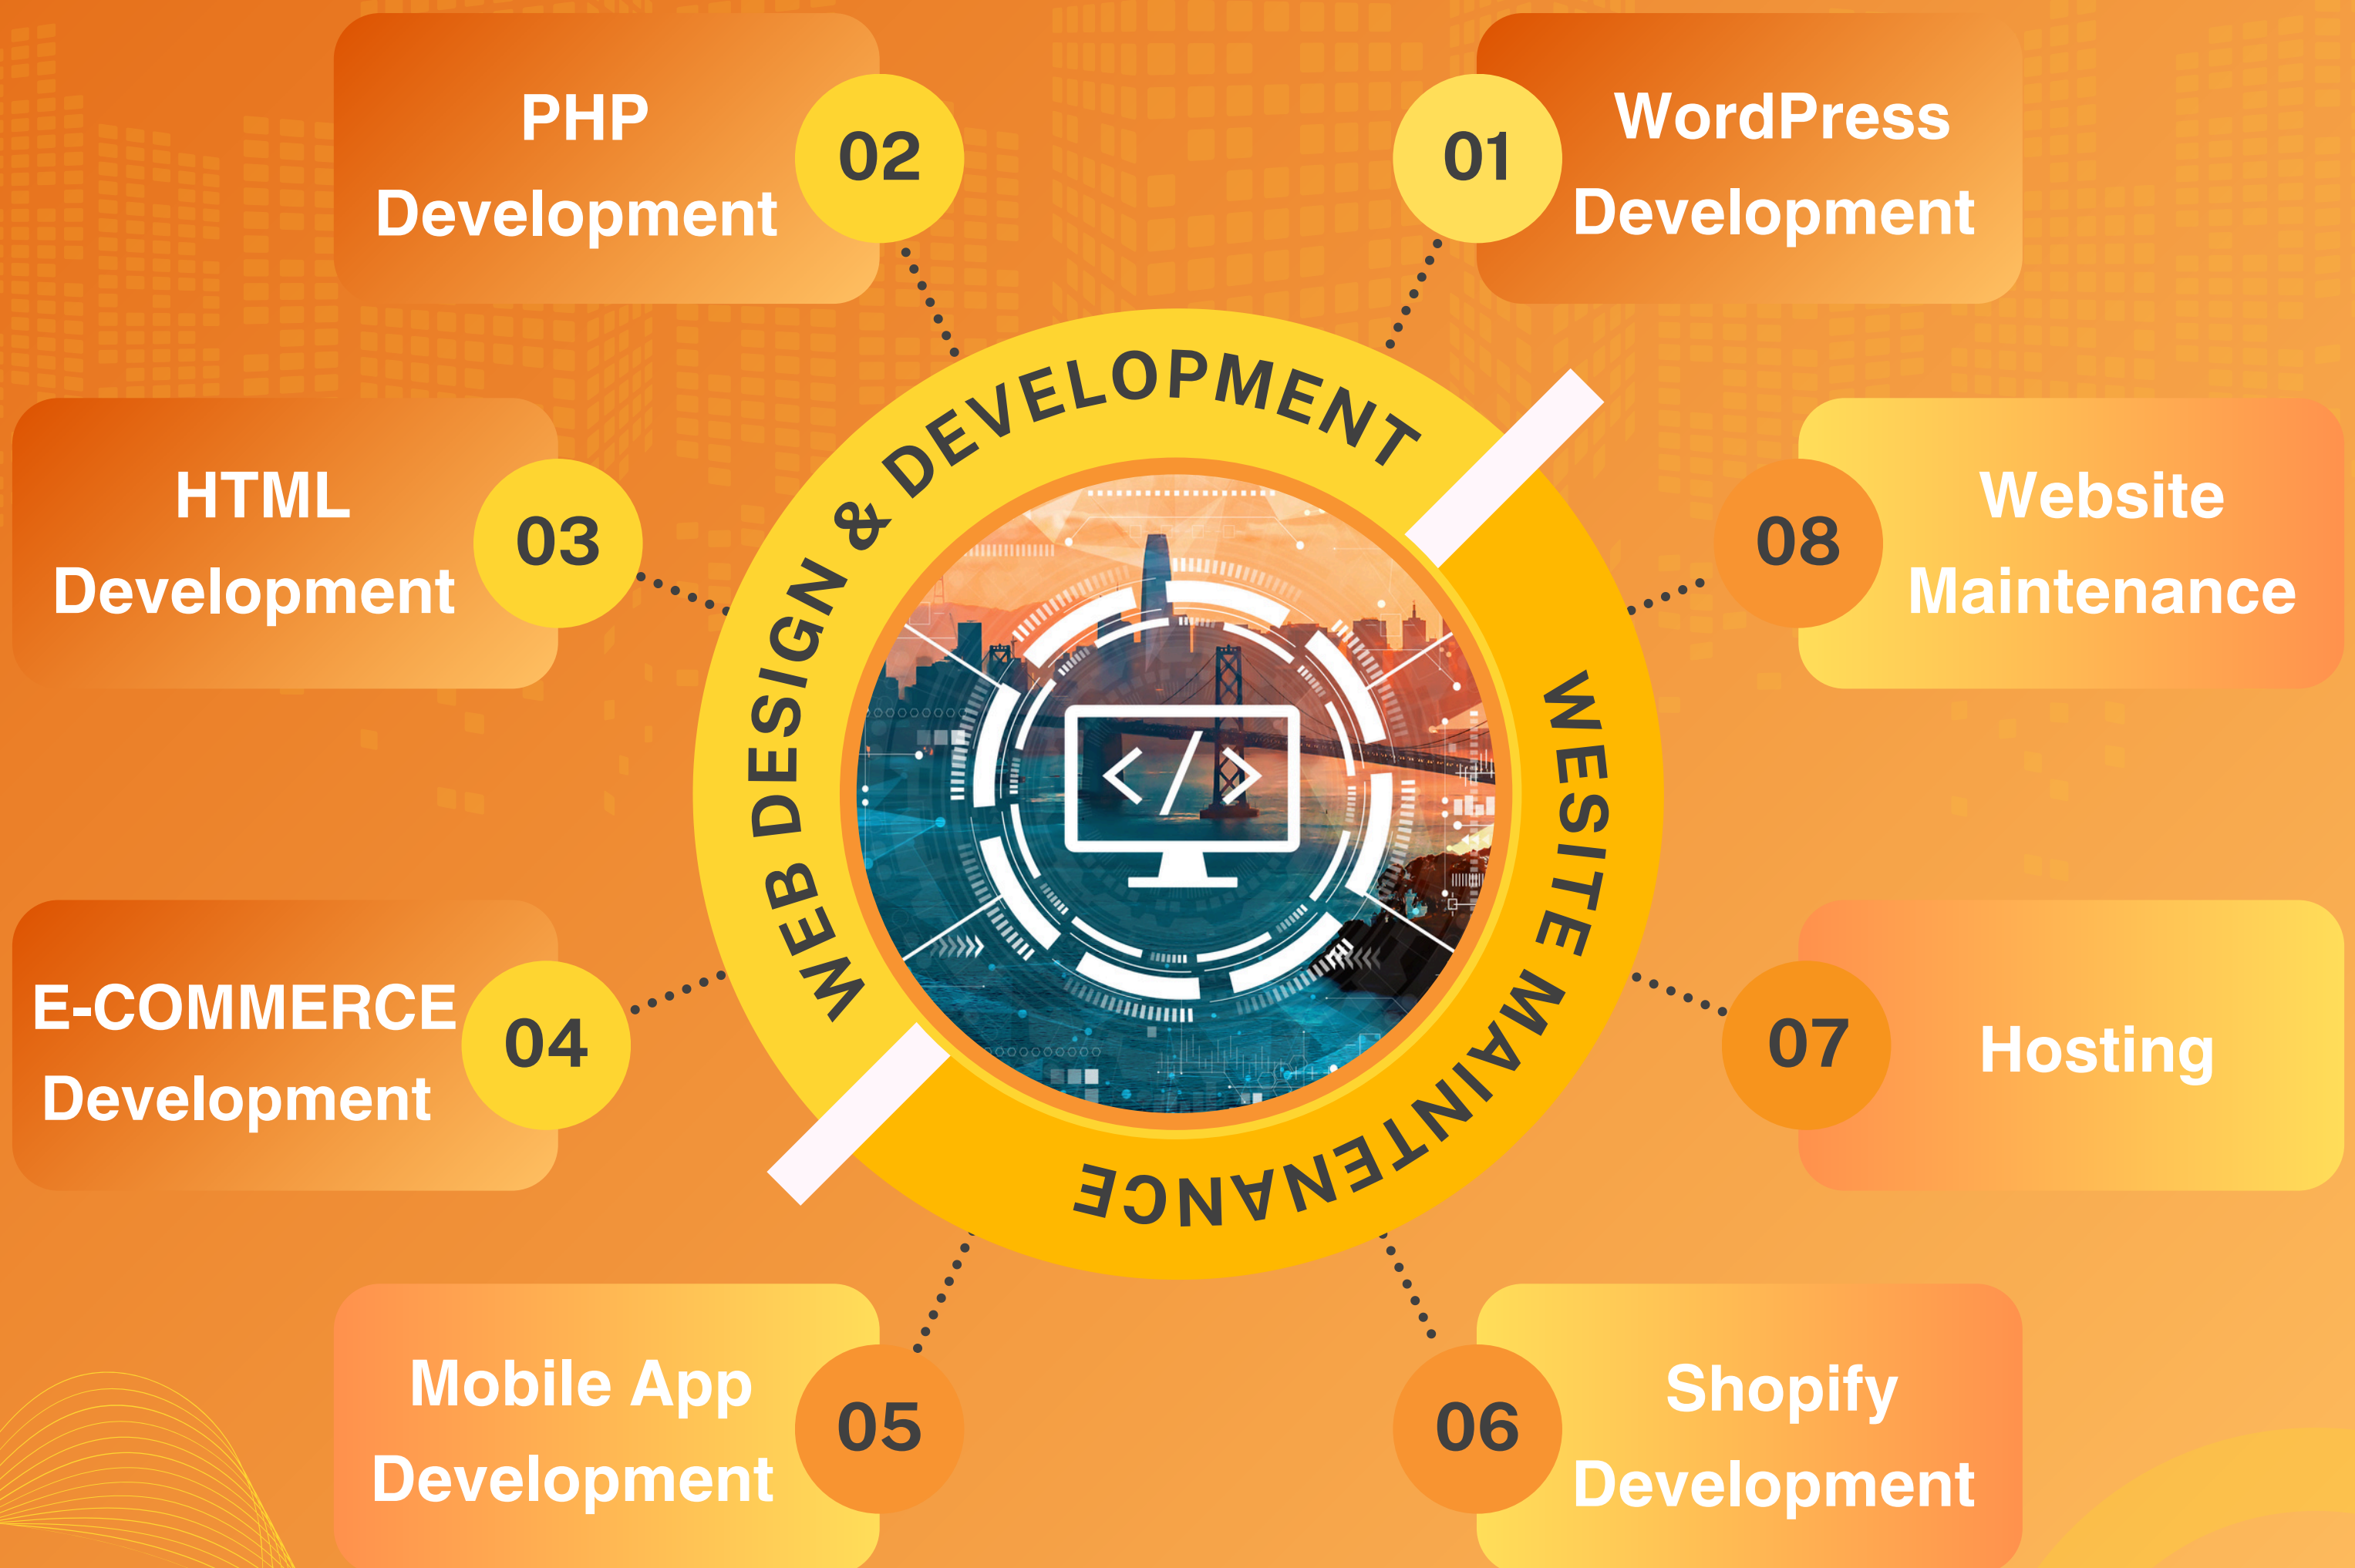 WordPress
Development
01
PHP
Development
02
HTML
Development
03
E-COMMERCE
Development
04
Mobile App
Development
05
Shopify
Development
06
Hosting
07
Website
Maintenance
08
WEB DESIGN & DEVELOPMENT
WESITE MAINTENANCE
</>